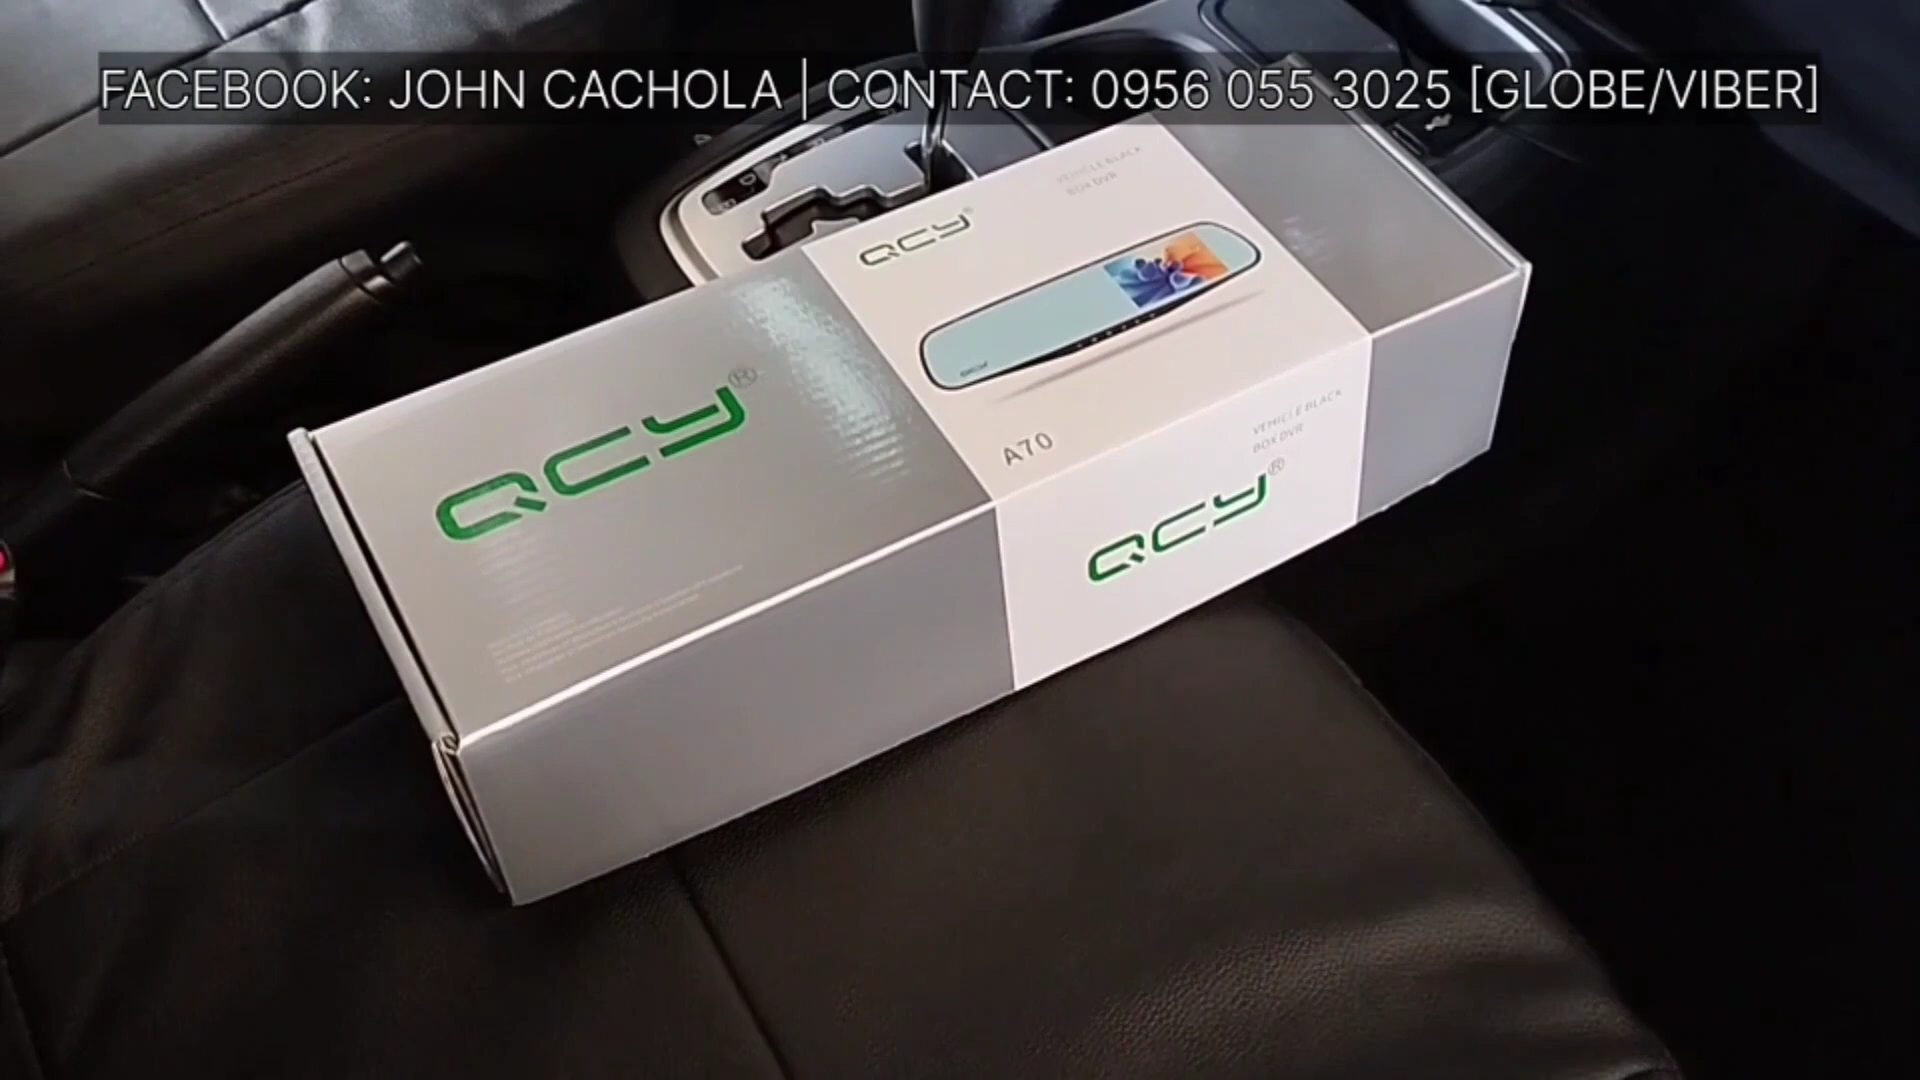 FACEBOOK: JOHN CACHOLA | CONTACT: 0956 055 3025 [GLOBE/VIBER]
VEHICLE BLACK
BOX DVR
QCY®
QCY
A70
QCY®
VEHICLE BLACK
BOX DVR
QCY®
D